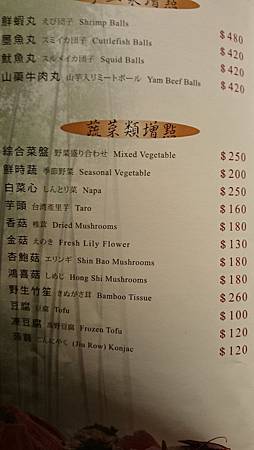 鮮蝦丸 えび団子 Shrimp Balls $480
墨魚丸 スミイカ団子 Cuttlefish Balls $420
魷魚丸 スルメイカ団子 Squid Balls $420
山藥牛肉丸 山芋入りミートボール Yam Beef Balls $420
蔬菜類增點
綜合菜盤 野菜盛り合わせ Mixed Vegetable $250
鮮時蔬 季節野菜 Seasonal Vegetable $200
白菜心 しんとり菜 Napa $250
芋頭 台湾產里芋 Taro $160
香菇 椎茸 Dried Mushrooms $180
金菇 えのき Fresh Lily Flower $130
杏鮑菇 エリンギ Shin Bao Mushrooms $180
鴻喜菇 しめじ Hong Shi Mushrooms $180
野生竹笙 きぬがさ茸 Bamboo Tissue $260
豆腐 豆腐 Tofu $100
凍豆腐 高野豆腐 Frozen Tofu $120
蒟蒻 こんにゃく (Jiu Row) Konjac $120